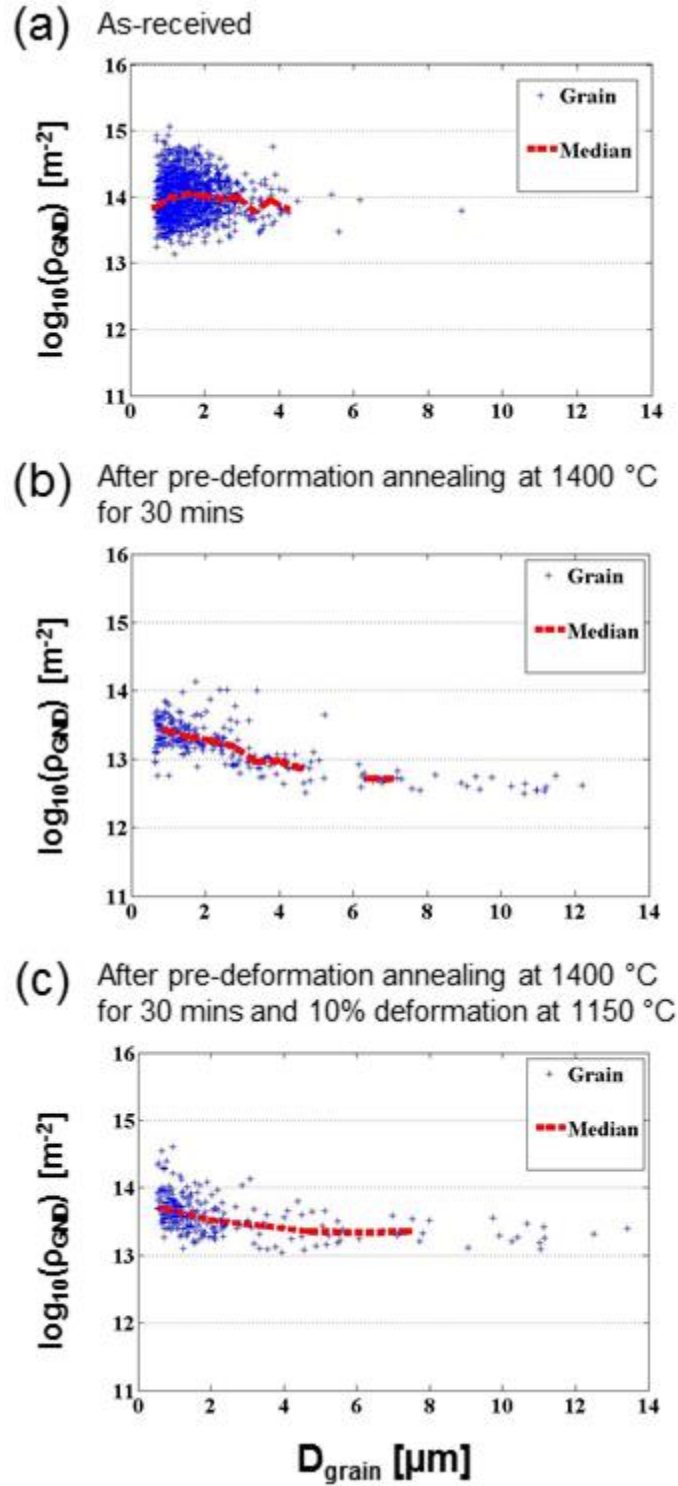 (a) As-received
16
15
14
13
12
11
0 2 4 6 8 10 12 14
log10(ρGND) [m-2]
Grain
Median
(b) After pre-deformation annealing at 1400 °C
for 30 mins
16
15
14
13
12
11
0 2 4 6 8 10 12 14
log10(ρGND) [m-2]
Grain
Median
(c) After pre-deformation annealing at 1400 °C
for 30 mins and 10% deformation at 1150 °C
16
15
14
13
12
11
0 2 4 6 8 10 12 14
log10(ρGND) [m-2]
Grain
Median
Dgrain [µm]